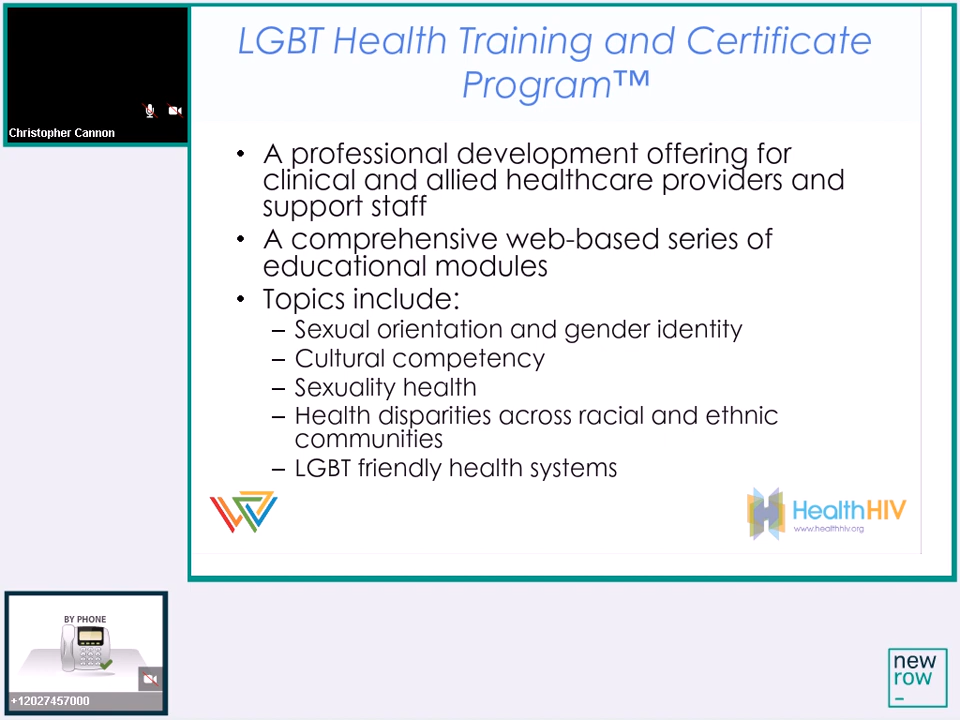 Christopher Cannon
LGBT Health Training and Certificate
Program™
• A professional development offering for
clinical and allied healthcare providers and
support staff
• A comprehensive web-based series of
educational modules
• Topics include:
– Sexual orientation and gender identity
– Cultural competency
– Sexuality health
– Health disparities across racial and ethnic
communities
– LGBT friendly health systems
HealthHIV
www.healthhiv.org
BY PHONE
+12027457000
new
row